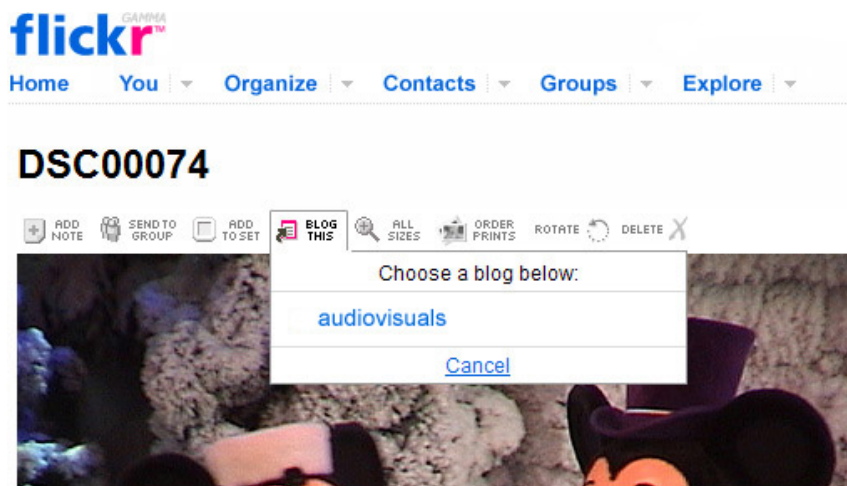 flickr™ GAMMA
Home You Organize Contacts Groups Explore
DSC00074
ADD NOTE SEND TO GROUP ADD TO SET BLOG THIS ALL SIZES ORDER PRINTS ROTATE DELETE
Choose a blog below:
audiovisuals
Cancel